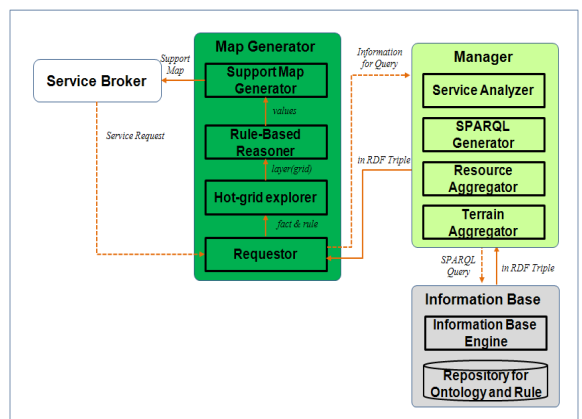 Service Broker
Support
Map
Service Request
Map Generator
Support Map
Generator
values
Rule-Based
Reasoner
layer(grid)
Hot-grid explorer
fact & rule
Requestor
Information
for Query
in RDF Triple
Manager
Service Analyzer
SPARQL
Generator
Resource
Aggregator
Terrain
Aggregator
SPARQL
Query
in RDF Triple
Information Base
Information Base
Engine
Repository for
Ontology and Rule